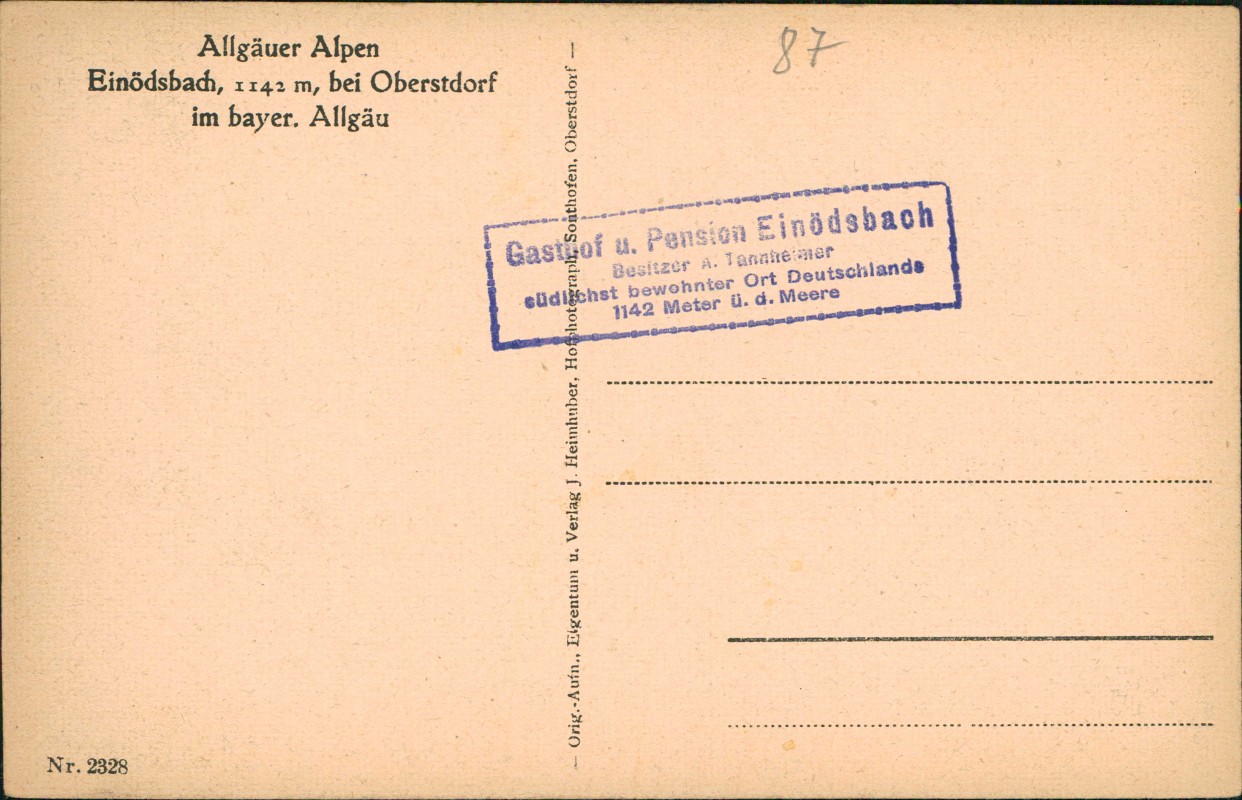 Allgäuer Alpen
Einödsbach, 1142 m, bei Oberstdorf
im bayer. Allgäu
87
Gasthof u. Pension Einödsbach
Besitzer A. Tannheimer
südlichst bewohnter Ort Deutschlands
1142 Meter ü. d. Meere
— Orig.-Aufn., Eigentum u. Verlag J. Heimhuber, Hofphotograph, Sonthofen, Oberstdorf —
Nr. 2328